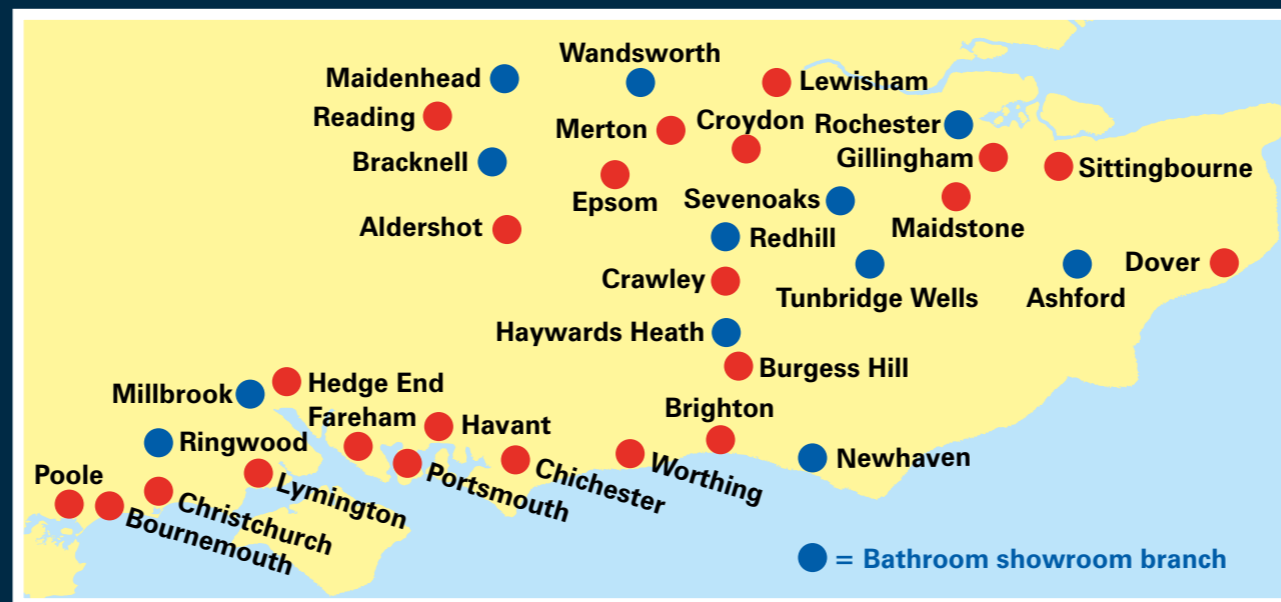 Wandsworth
Maidenhead
Lewisham
Reading
Merton
Croydon
Rochester
Bracknell
Gillingham
Sittingbourne
Epsom
Sevenoaks
Aldershot
Redhill
Maidstone
Crawley
Tunbridge Wells
Ashford
Dover
Haywards Heath
Burgess Hill
Millbrook
Hedge End
Fareham
Havant
Brighton
Ringwood
Newhaven
Poole
Lymington
Portsmouth
Chichester
Worthing
Christchurch
Bournemouth
= Bathroom showroom branch